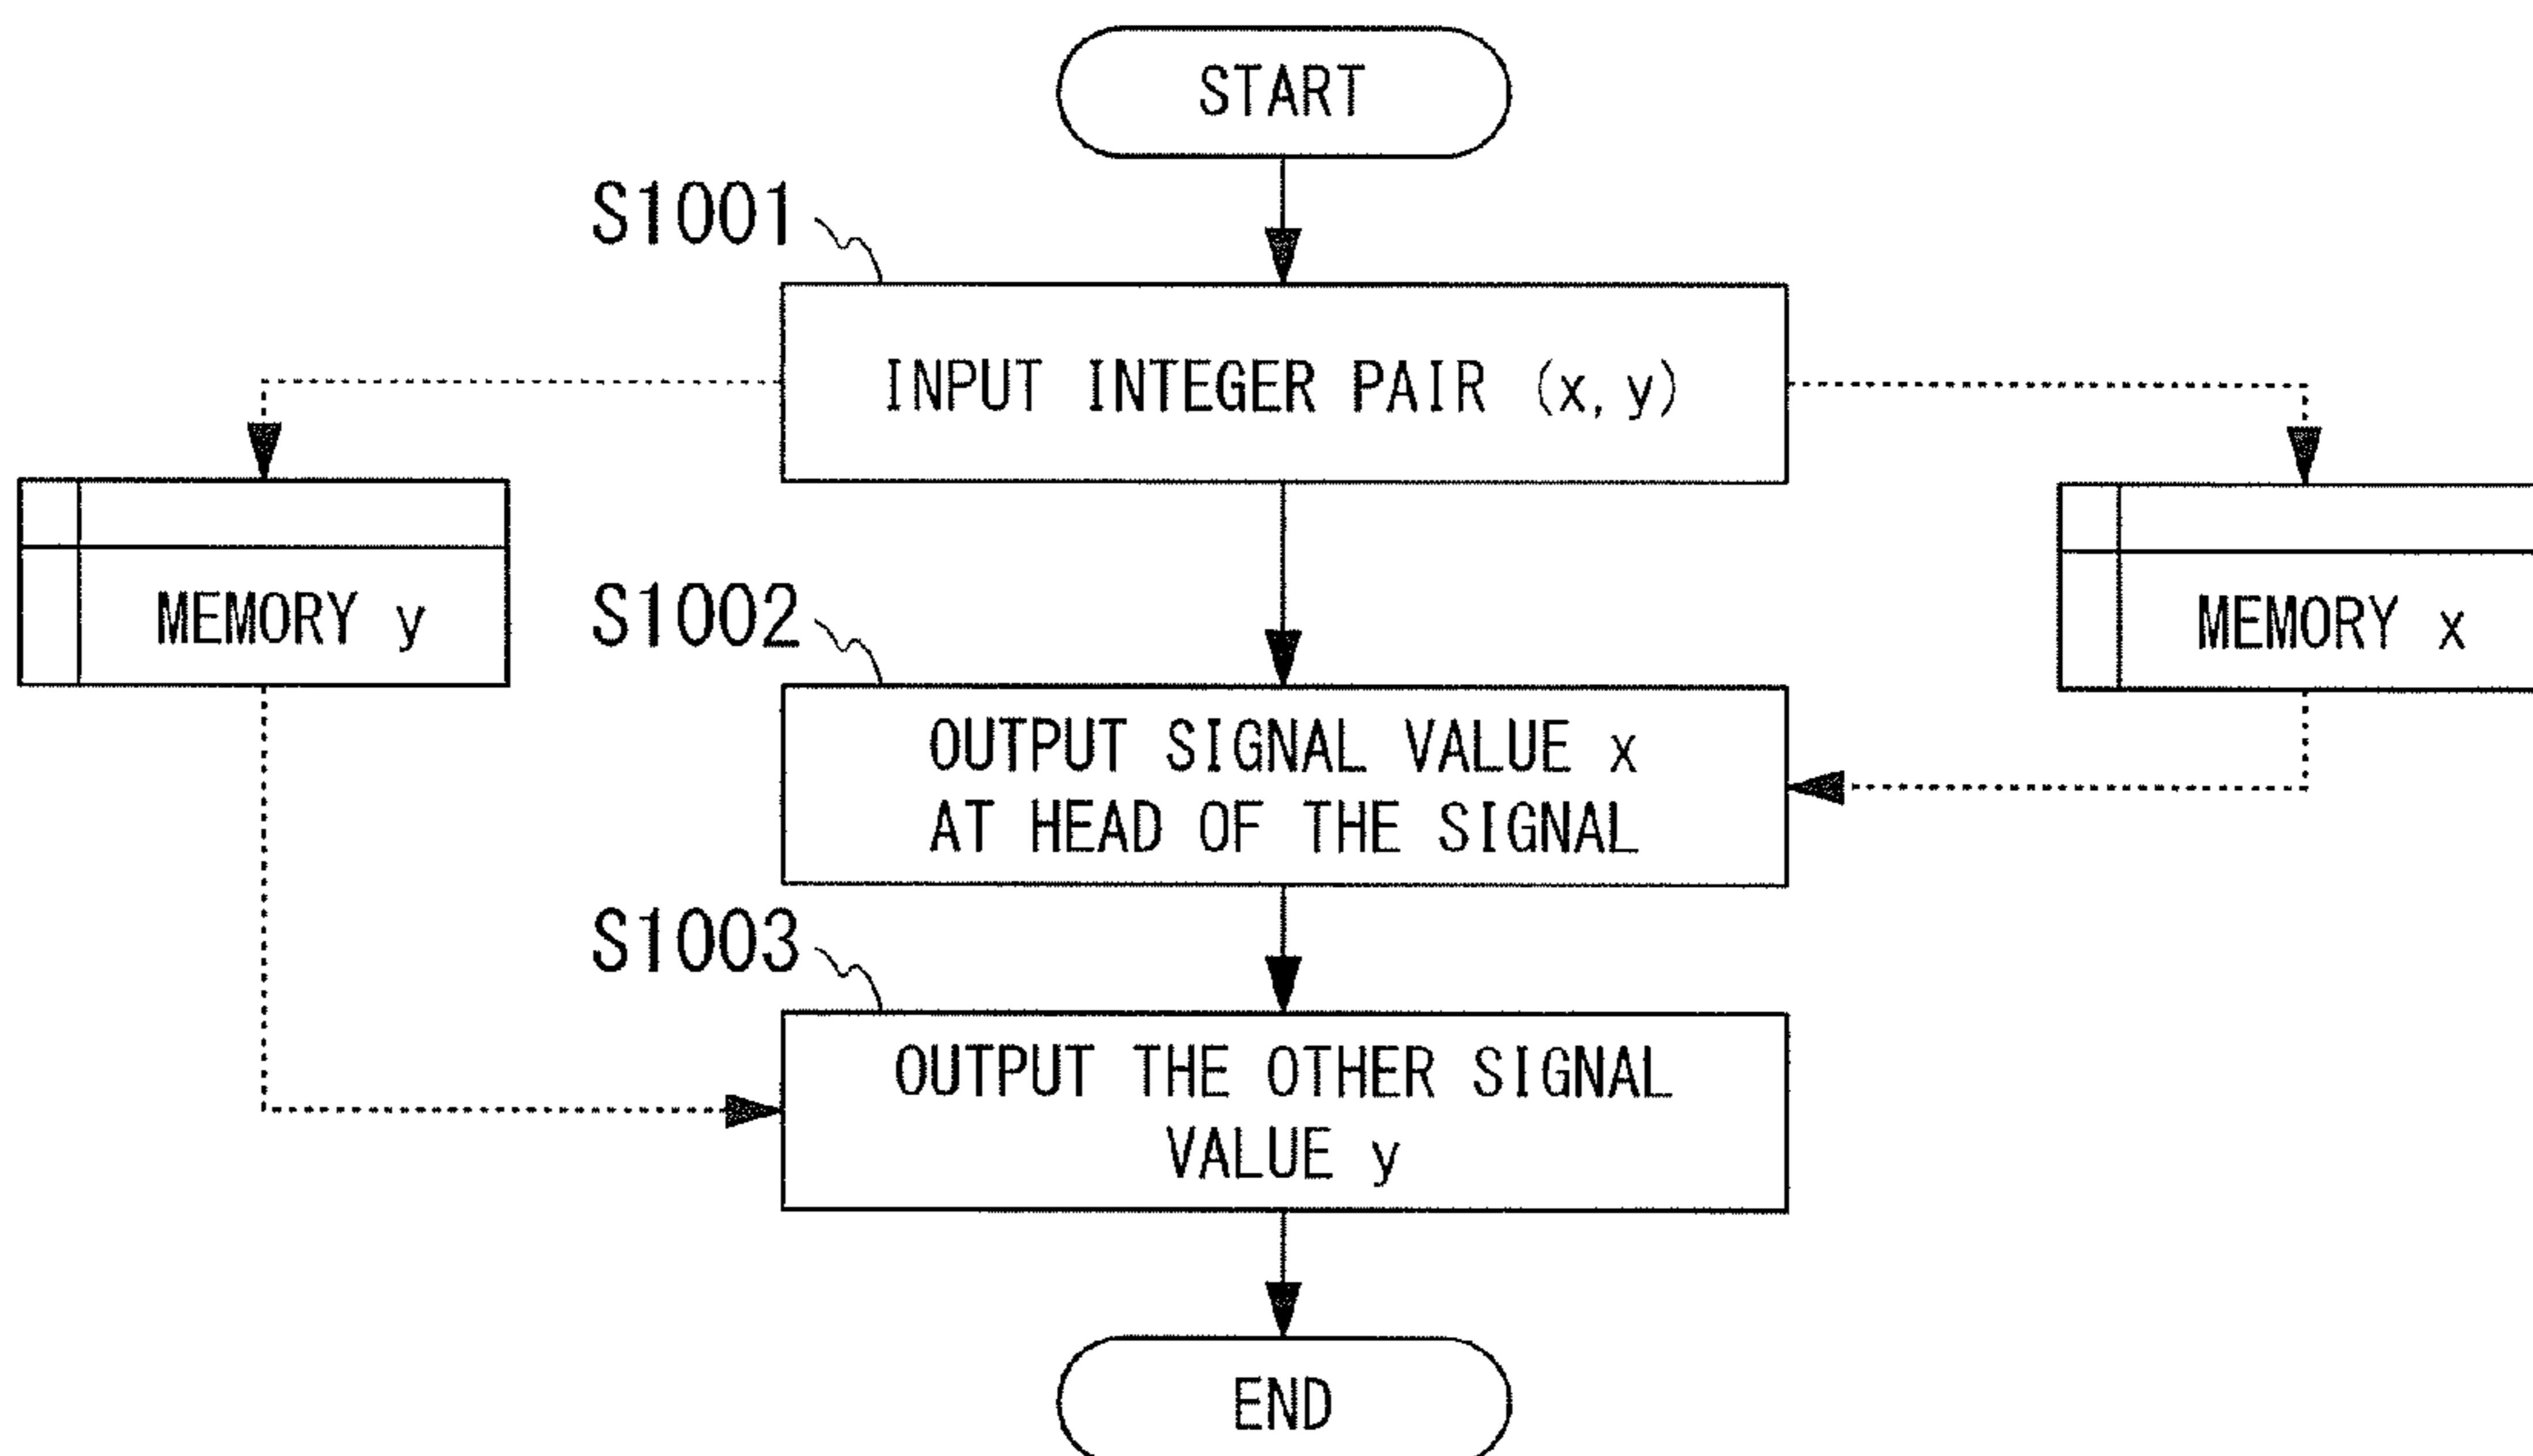 START
S1001
INPUT INTEGER PAIR (x, y)
MEMORY y
MEMORY x
S1002
OUTPUT SIGNAL VALUE x
AT HEAD OF THE SIGNAL
S1003
OUTPUT THE OTHER SIGNAL
VALUE y
END